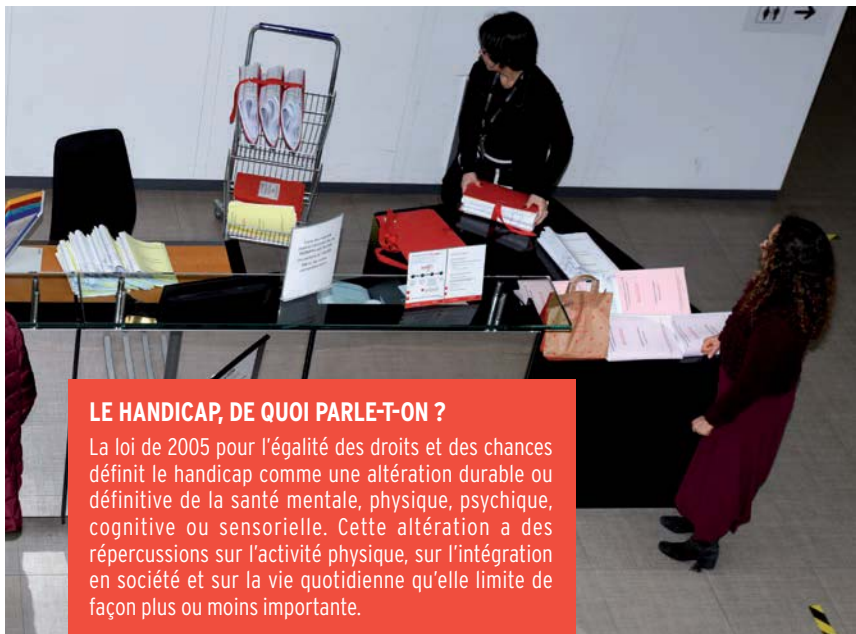 LE HANDICAP, DE QUOI PARLE-T-ON ?
La loi de 2005 pour l'égalité des droits et des chances
définit le handicap comme une altération durable ou
définitive de la santé mentale, physique, psychique,
cognitive ou sensorielle. Cette altération a des
répercussions sur l'activité physique, sur l'intégration
en société et sur la vie quotidienne qu'elle limite de
façon plus ou moins importante.